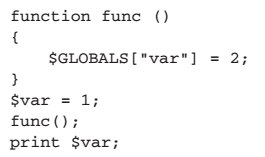 function func ()
{
    $GLOBALS["var"] = 2;
}
$var = 1;
func();
print $var;